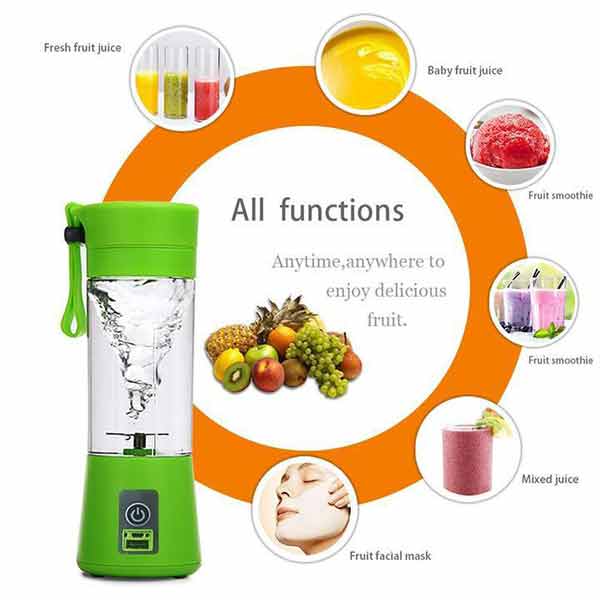 Fresh fruit juice
Baby fruit juice
Fruit smoothie
All functions
Anytime,anywhere to
enjoy delicious
fruit.
Fruit smoothie
Mixed juice
Fruit facial mask